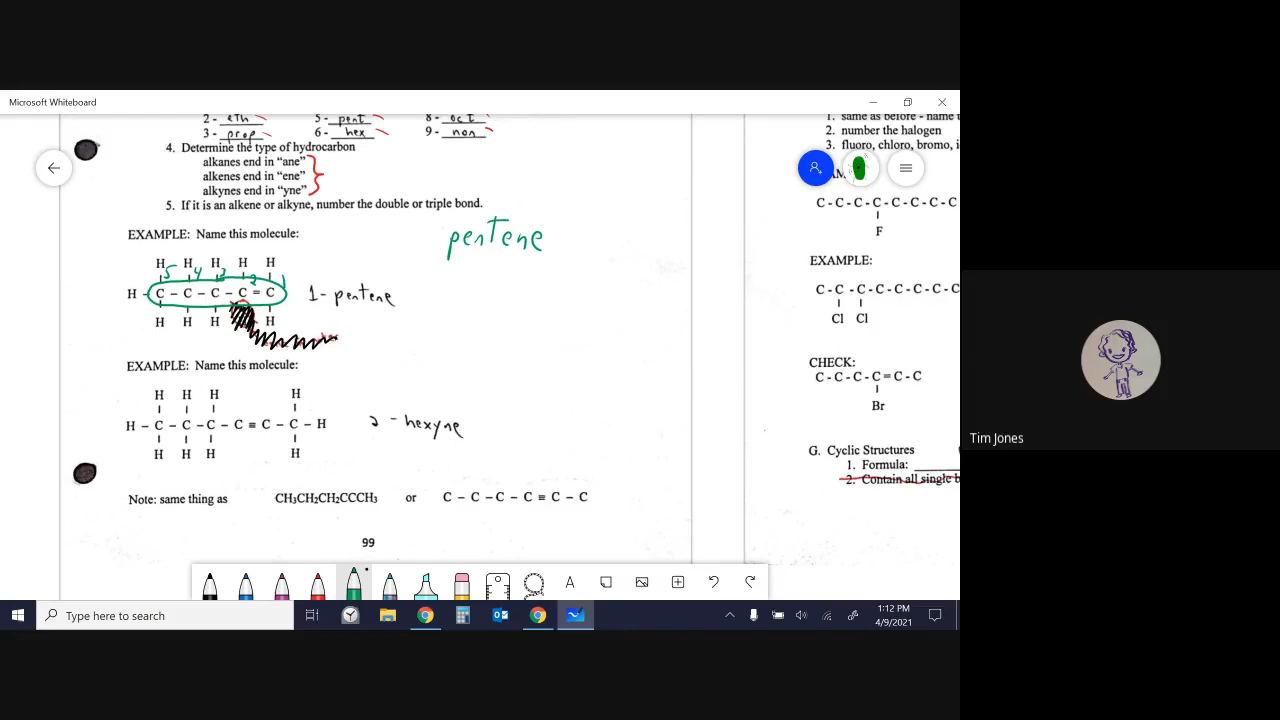 Microsoft Whiteboard
2 - eth 5 - pent 8 - oct
3 - prop 6 - hex 9 - non
4. Determine the type of hydrocarbon
alkanes end in “ane”
alkenes end in “ene”
alkynes end in “yne”
5. If it is an alkene or alkyne, number the double or triple bond.
pentene
EXAMPLE: Name this molecule:
H H H H H
5 4 3 2 1
H - C - C - C - C = C
1- pentene
H H H H
EXAMPLE: Name this molecule:
H H H H
H - C - C - C - C ≡ C - C - H
2 - hexyne
H H H H
Note: same thing as CH₃CH₂CH₂CCCH₃ or C - C - C - C ≡ C - C
99
1. same as before - name
2. number the halogen
3. fluoro, chloro, bromo,
C - C - C - C - C - C - C - C
F
EXAMPLE:
C - C - C - C - C - C - C - C
Cl Cl
CHECK:
C - C - C - C = C - C
Br
G. Cyclic Structures
1. Formula:
2. Contain all single
Tim Jones
A
Type here to search
1:12 PM
4/9/2021